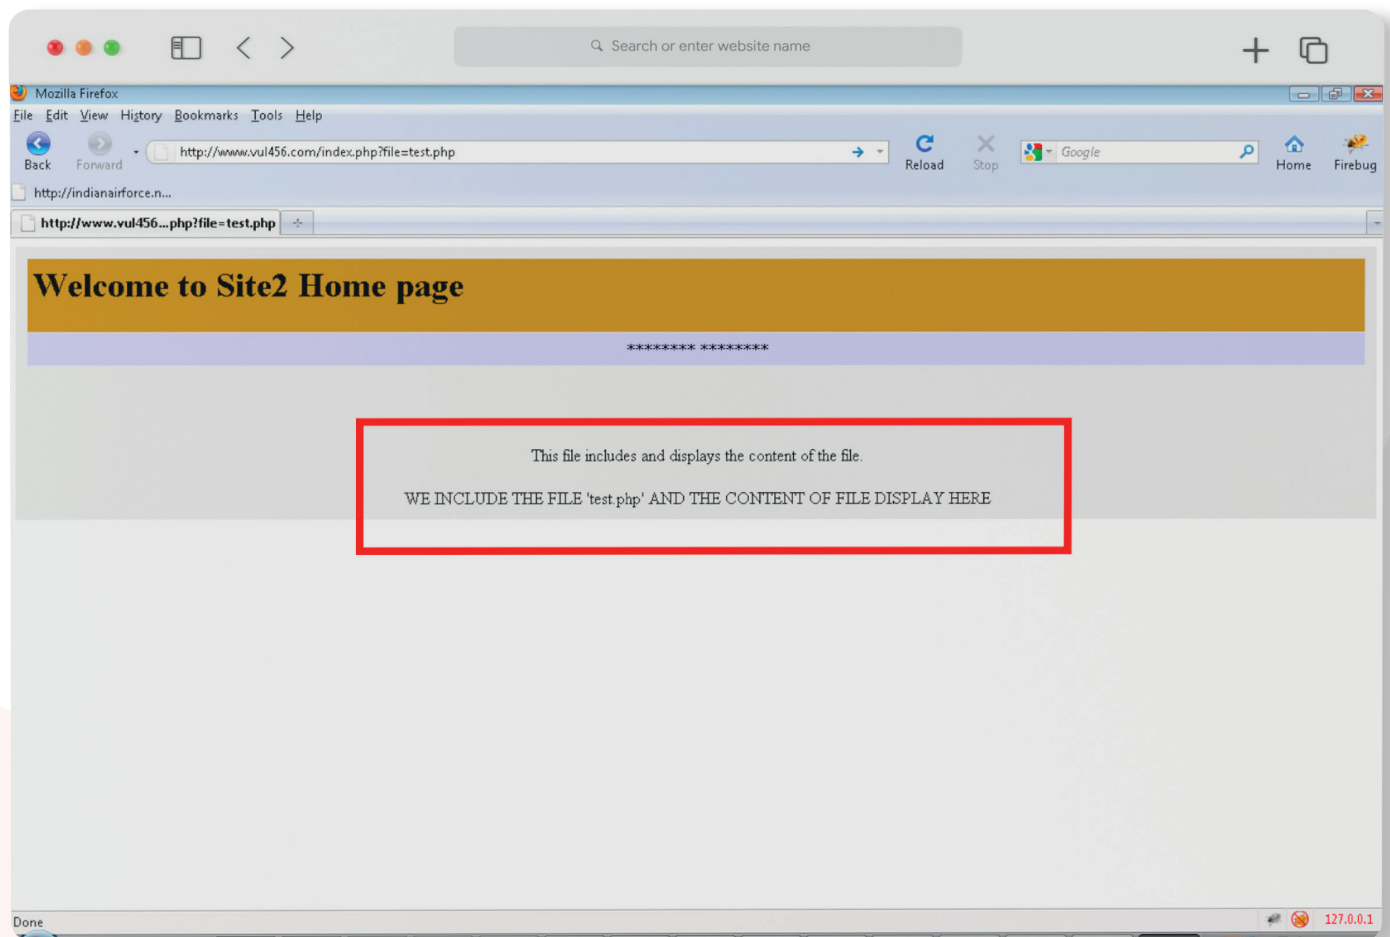 Search or enter website name
Mozilla Firefox
File Edit View History Bookmarks Tools Help
Back Forward http://www.vul456.com/index.php?file=test.php Reload Stop Google Home Firebug
http://indianairforce.n...
http://www.vul456...php?file=test.php
Welcome to Site2 Home page
******** ********
This file includes and displays the content of the file.
WE INCLUDE THE FILE 'test.php' AND THE CONTENT OF FILE DISPLAY HERE
Done 127.0.0.1